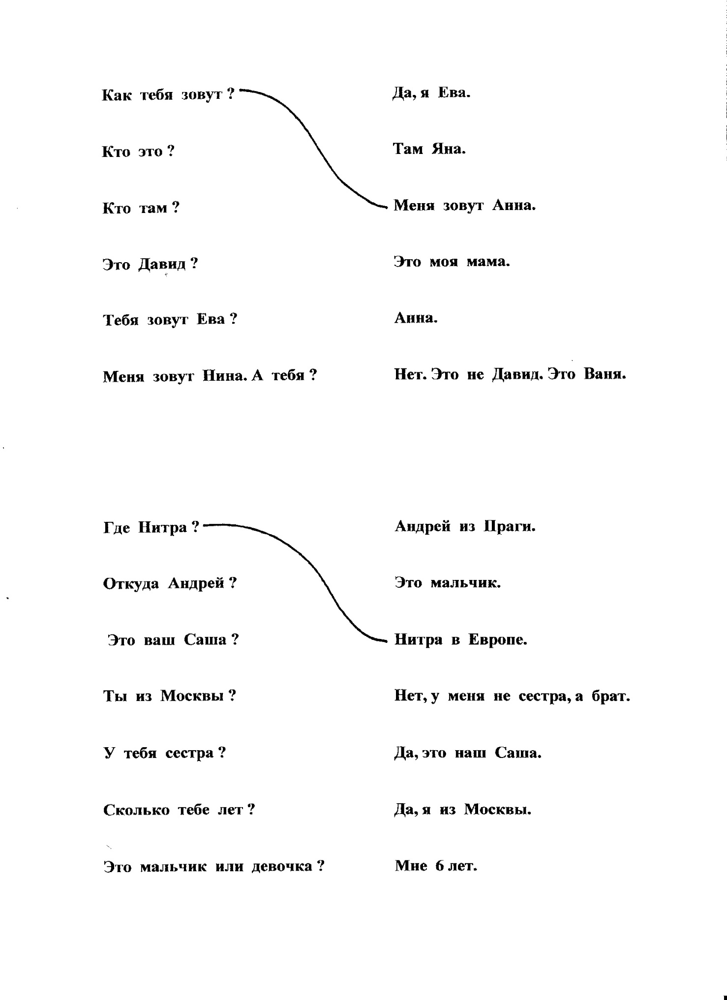 Как тебя зовут ? Да, я Ева.
Кто это ? Там Яна.
Кто там ? Меня зовут Анна.
Это Давид ? Это моя мама.
Тебя зовут Ева ? Анна.
Меня зовут Нина. А тебя ? Нет. Это не Давид. Это Ваня.
Где Нитра ? Андрей из Праги.
Откуда Андрей ? Это мальчик.
Это ваш Саша ? Нитра в Европе.
Ты из Москвы ? Нет, у меня не сестра, а брат.
У тебя сестра ? Да, это наш Саша.
Сколько тебе лет ? Да, я из Москвы.
Это мальчик или девочка ? Мне 6 лет.